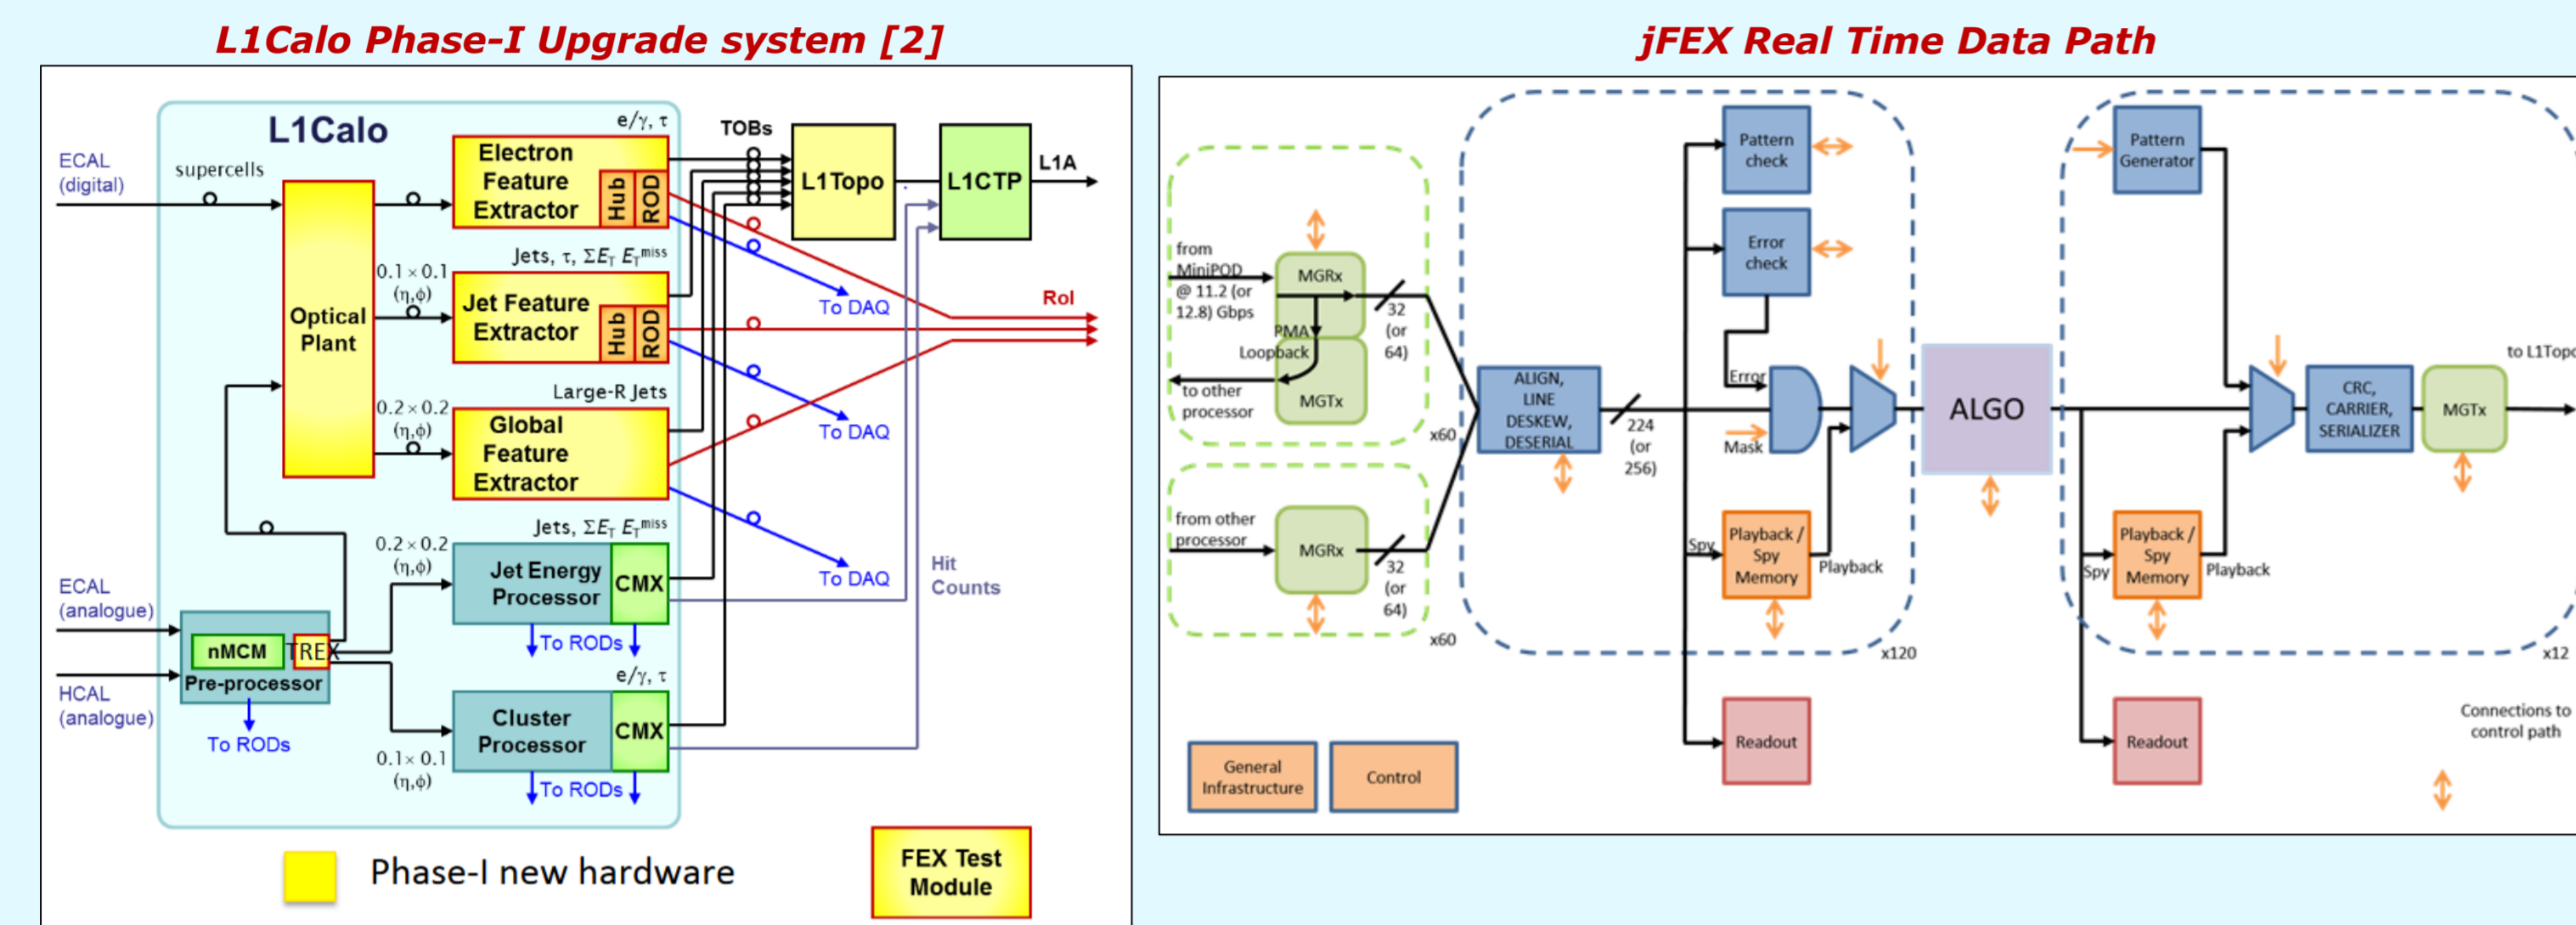 L1Calo Phase-I Upgrade system [2]
L1Calo
ECAL
(digital)
supercells
Optical
Plant
0.1 × 0.1
(η,ϕ)
0.2 × 0.2
(η,ϕ)
e/γ, τ
Electron
Feature
Extractor
Hub
ROD
Jets, τ, ΣE_T E_T^miss
Jet Feature
Extractor
Hub
ROD
Large-R Jets
Global
Feature
Extractor
Jets, ΣE_T E_T^miss
0.2 × 0.2
(η,ϕ)
Jet Energy
Processor
CMX
To RODs
e/γ, τ
Cluster
Processor
CMX
To RODs
0.1 × 0.1
(η,ϕ)
ECAL
(analogue)
HCAL
(analogue)
nMCM
TREX
Pre-processor
To RODs
TOBs
L1Topo
L1CTP
L1A
To DAQ
RoI
To DAQ
To DAQ
Hit
Counts
Phase-I new hardware
FEX Test
Module
jFEX Real Time Data Path
from
MiniPOD
@ 11.2 (or
12.8) Gbps
MGRx
PMA
Loopback
MGTx
to other
processor
32
(or
64)
x60
from other
processor
MGRx
32
(or
64)
x60
ALIGN,
LINE
DESKEW,
DESERIAL
224
(or
256)
Pattern
check
Error
check
Error
Mask
Spy
Playback /
Spy
Memory
Playback
x120
Readout
ALGO
Pattern
Generator
Spy
Playback /
Spy
Memory
Playback
Readout
CRC,
CARRIER,
SERIALIZER
MGTx
to L1Topo
x12
Connections to
control path
General
Infrastructure
Control